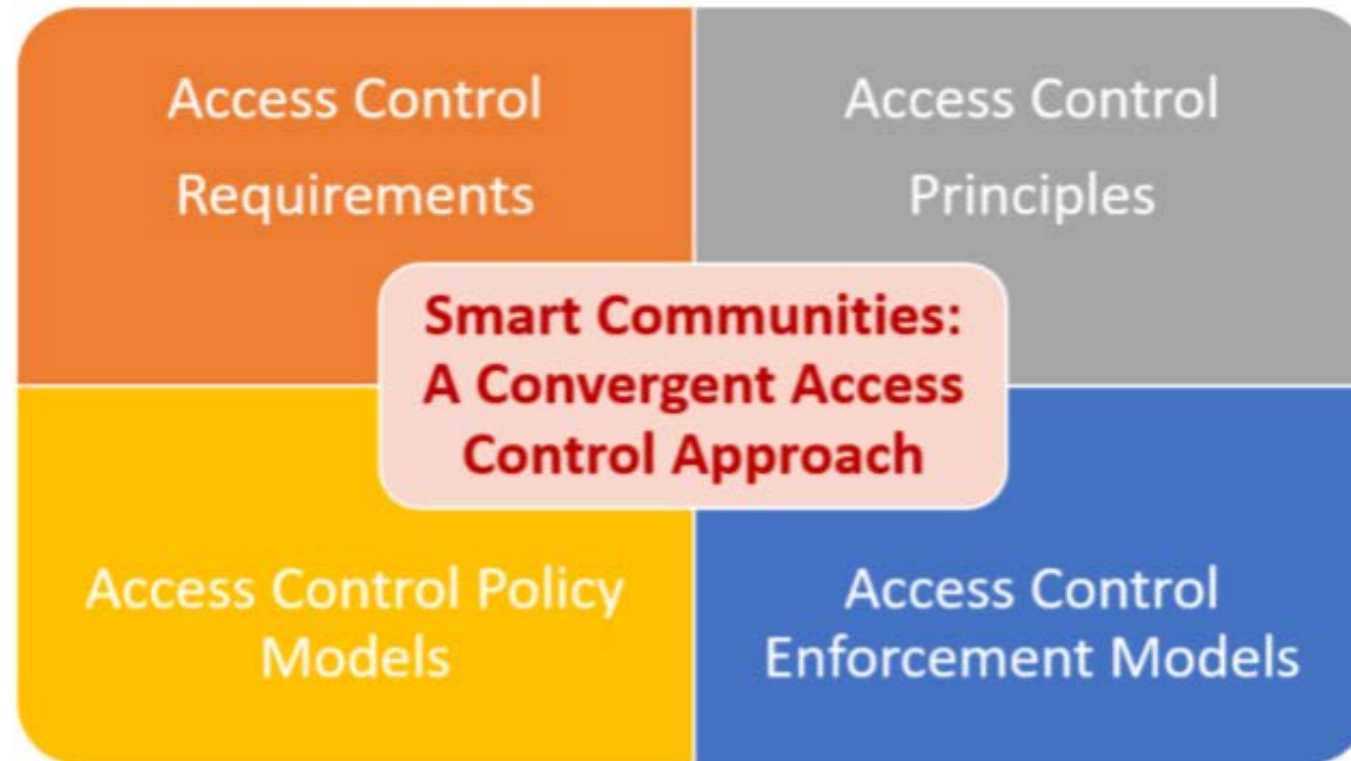 Access Control
Requirements
Access Control
Principles
Smart Communities:
A Convergent Access
Control Approach
Access Control Policy
Models
Access Control
Enforcement Models